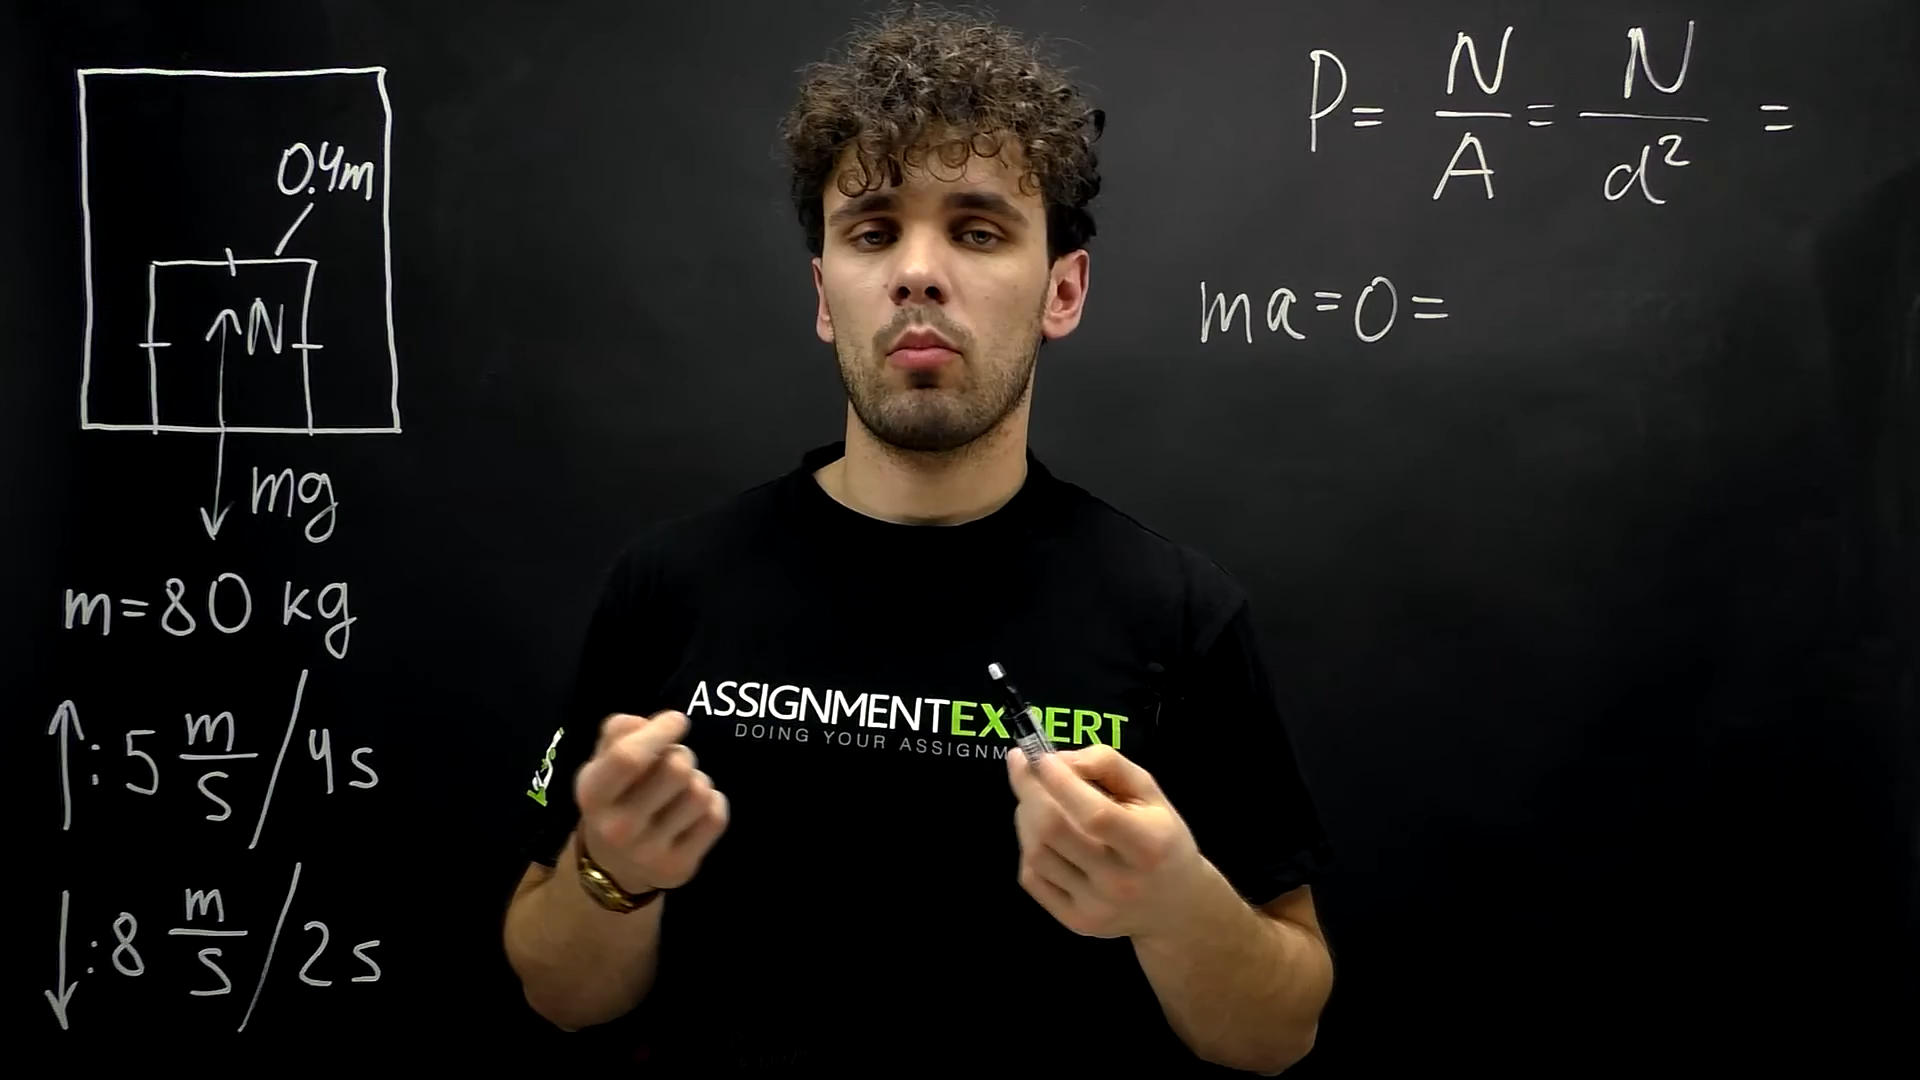 0.4m
N
mg
m=80 kg
↑: 5 m/s / 4s
↓: 8 m/s / 2s
P= N/A = N/d² =
ma=0=
ASSIGNMENTEXPERT
DOING YOUR ASSIGNM